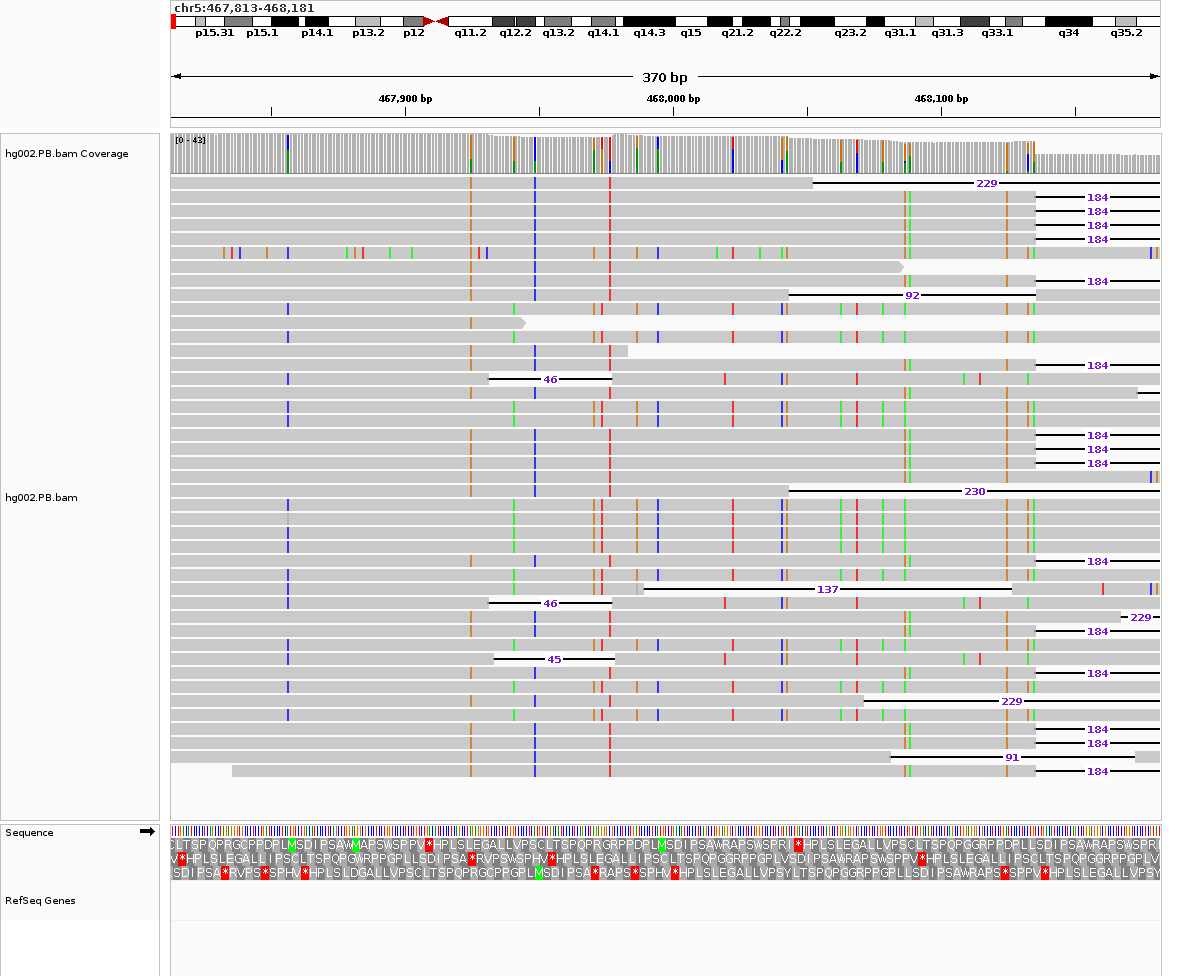 chr5:467,813-468,181
p15.31 p15.1 p14.1 p13.2 p12 q11.2 q12.2 q13.2 q14.1 q14.3 q15 q21.2 q22.2 q23.2 q31.1 q31.3 q33.1 q34 q35.2
370 bp
467,900 bp 468,000 bp 468,100 bp
hg002.PB.bam Coverage
[0 - 43]
229
184
184
184
184
184
92
184
46
184
184
184
hg002.PB.bam
230
184
137
46
229
184
45
184
229
184
184
91
184
Sequence
RefSeq Genes